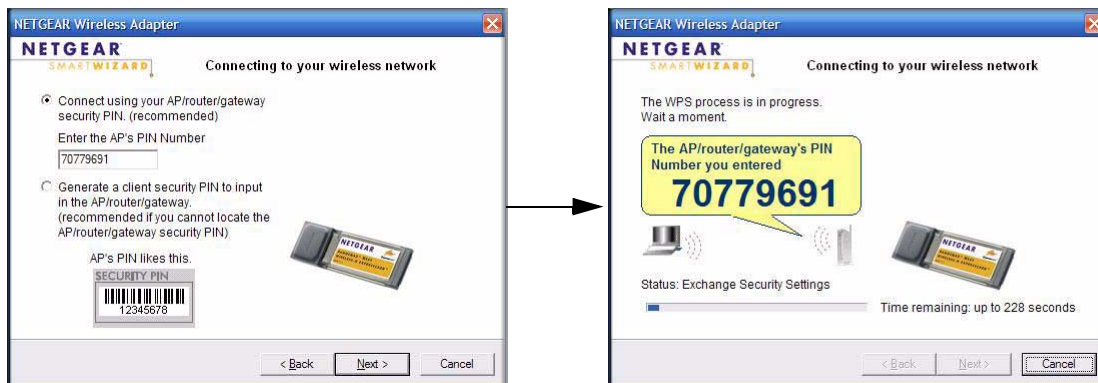 NETGEAR Wireless Adapter
NETGEAR
SMARTWIZARD
Connecting to your wireless network
Connect using your AP/router/gateway
security PIN. (recommended)
Enter the AP's PIN Number
70779691
Generate a client security PIN to input
in the AP/router/gateway.
(recommended if you cannot locate the
AP/router/gateway security PIN)
AP's PIN likes this.
SECURITY PIN
12345678
NETGEAR
< Back
Next >
Cancel
NETGEAR Wireless Adapter
NETGEAR
SMARTWIZARD
Connecting to your wireless network
The WPS process is in progress.
Wait a moment.
The AP/router/gateway's PIN
Number you entered
70779691
NETGEAR
Status: Exchange Security Settings
Time remaining: up to 228 seconds
< Back
Next >
Cancel